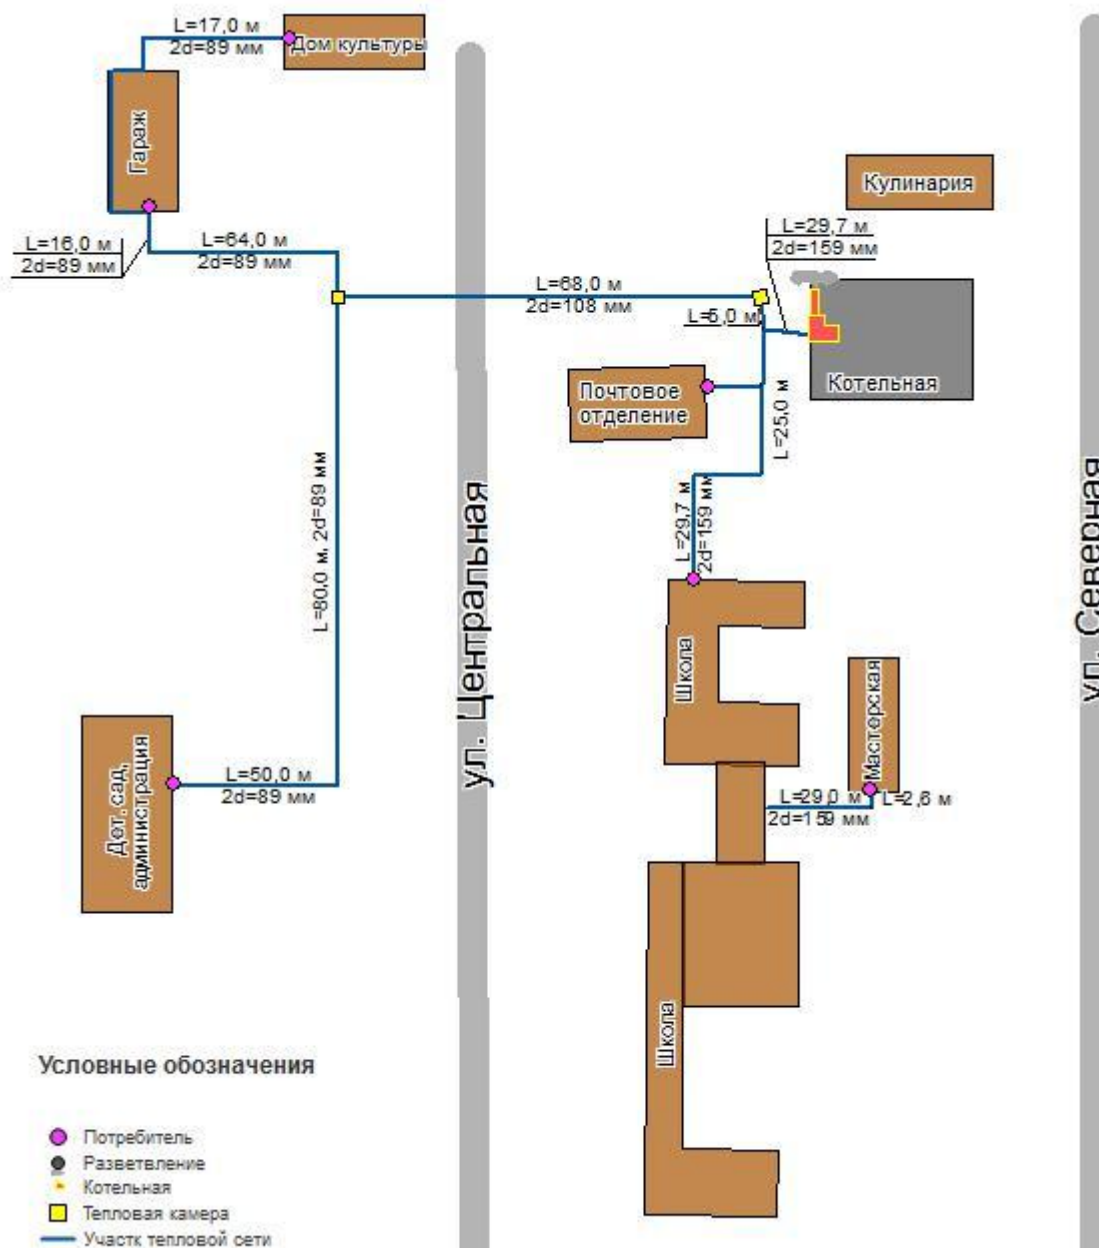 L=17,0 м
2d=89 мм
Дом культуры
Гараж
Кулинария
L=16,0 м
2d=89 мм
L=64,0 м
2d=89 мм
L=29,7 м
2d=159 мм
L=68,0 м
2d=108 мм
L=5,0 м
Котельная
Почтовое
отделение
L=25,0 м
L=80,0 м, 2d=89 мм
ул. Центральная
ул. Северная
L=29,7 м
2d=159 мм
Школа
Мастерская
L=50,0 м
2d=89 мм
Дет. сад,
администрация
L=29,0 м
2d=159 мм
L=2,6 м
Школа
Условные обозначения
Потребитель
Разветвление
Котельная
Тепловая камера
Участк тепловой сети